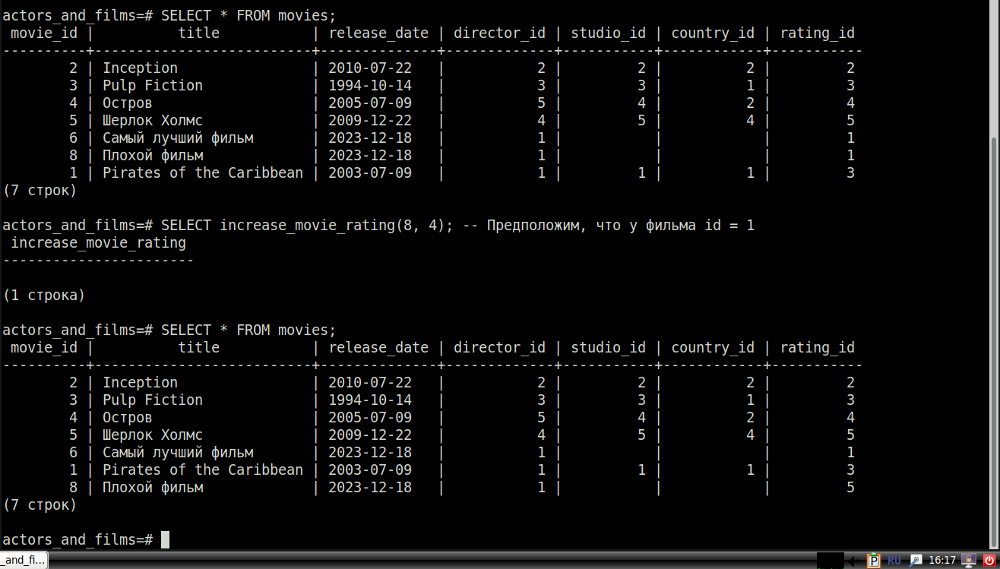 actors_and_films=# SELECT * FROM movies;
 movie_id |          title           | release_date | director_id | studio_id | country_id | rating_id
----------+--------------------------+--------------+-------------+-----------+------------+-----------
        2 | Inception                | 2010-07-22   |           2 |         2 |          2 |         2
        3 | Pulp Fiction             | 1994-10-14   |           3 |         3 |          1 |         3
        4 | Остров                   | 2005-07-09   |           5 |         4 |          2 |         4
        5 | Шерлок Холмс             | 2009-12-22   |           4 |         5 |          4 |         5
        6 | Самый лучший фильм       | 2023-12-18   |           1 |           |            |         1
        8 | Плохой фильм             | 2023-12-18   |           1 |           |            |         1
        1 | Pirates of the Caribbean | 2003-07-09   |           1 |         1 |          1 |         3
(7 строк)
actors_and_films=# SELECT increase_movie_rating(8, 4); -- Предположим, что у фильма id = 1
 increase_movie_rating
-----------------------
(1 строка)
actors_and_films=# SELECT * FROM movies;
 movie_id |          title           | release_date | director_id | studio_id | country_id | rating_id
----------+--------------------------+--------------+-------------+-----------+------------+-----------
        2 | Inception                | 2010-07-22   |           2 |         2 |          2 |         2
        3 | Pulp Fiction             | 1994-10-14   |           3 |         3 |          1 |         3
        4 | Остров                   | 2005-07-09   |           5 |         4 |          2 |         4
        5 | Шерлок Холмс             | 2009-12-22   |           4 |         5 |          4 |         5
        6 | Самый лучший фильм       | 2023-12-18   |           1 |           |            |         1
        1 | Pirates of the Caribbean | 2003-07-09   |           1 |         1 |          1 |         3
        8 | Плохой фильм             | 2023-12-18   |           1 |           |            |         5
(7 строк)
actors_and_films=#
_and_fi... P RU 16:17